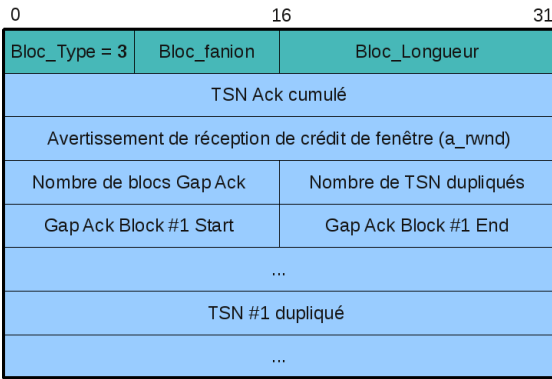 0 16 31
Bloc_Type = 3 Bloc_fanion Bloc_Longueur
TSN Ack cumulé
Avertissement de réception de crédit de fenêtre (a_rwnd)
Nombre de blocs Gap Ack Nombre de TSN dupliqués
Gap Ack Block #1 Start Gap Ack Block #1 End
...
TSN #1 dupliqué
...